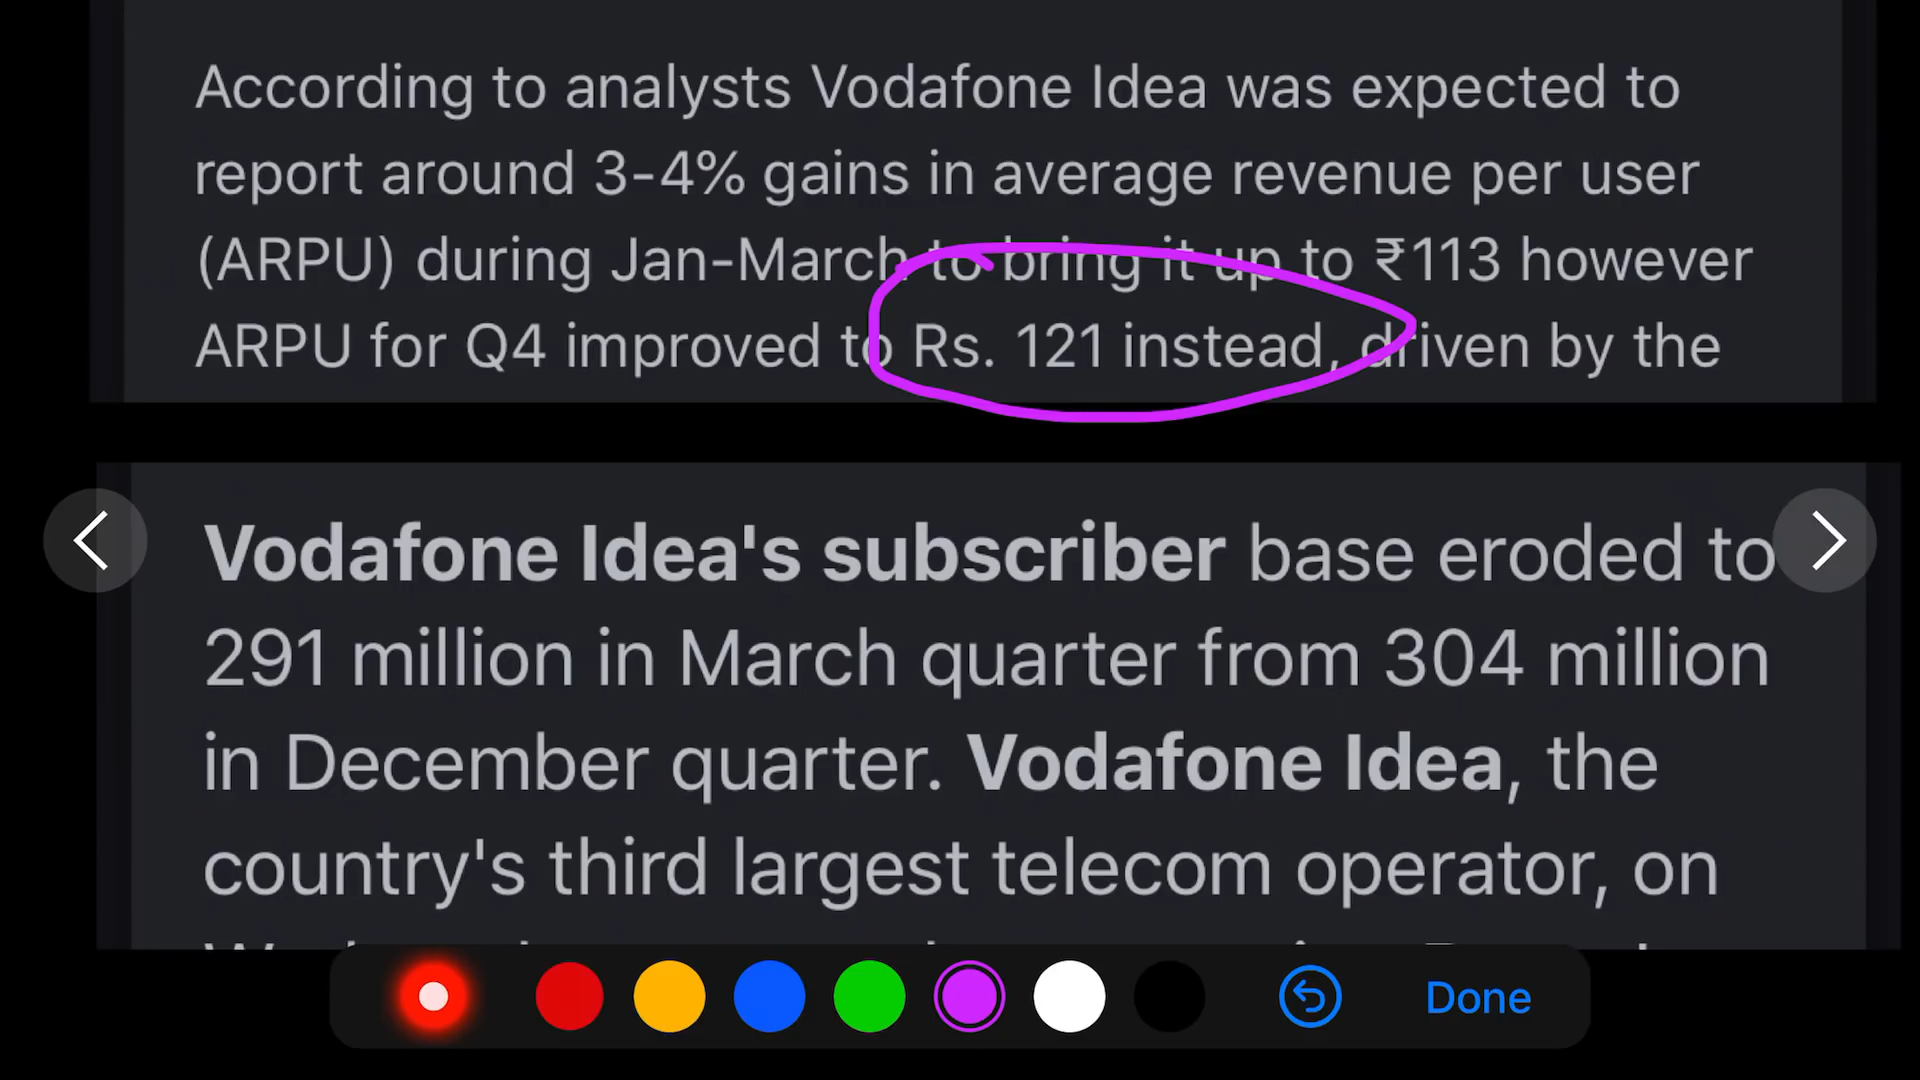 According to analysts Vodafone Idea was expected to
report around 3-4% gains in average revenue per user
(ARPU) during Jan-March to bring it up to ₹113 however
ARPU for Q4 improved to Rs. 121 instead, driven by the
Vodafone Idea's subscriber base eroded to
291 million in March quarter from 304 million
in December quarter. Vodafone Idea, the
country's third largest telecom operator, on
Done